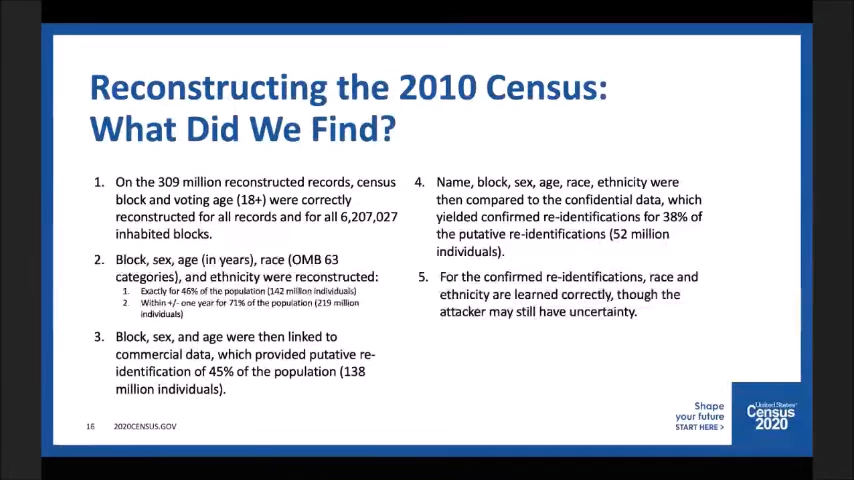 Reconstructing the 2010 Census:
What Did We Find?
1. On the 309 million reconstructed records, census
block and voting age (18+) were correctly
reconstructed for all records and for all 6,207,027
inhabited blocks.
2. Block, sex, age (in years), race (OMB 63
categories), and ethnicity were reconstructed:
1. Exactly for 46% of the population (142 million individuals)
2. Within +/- one year for 71% of the population (219 million
individuals)
3. Block, sex, and age were then linked to
commercial data, which provided putative re-
identification of 45% of the population (138
million individuals).
4. Name, block, sex, age, race, ethnicity were
then compared to the confidential data, which
yielded confirmed re-identifications for 38% of
the putative re-identifications (52 million
individuals).
5. For the confirmed re-identifications, race and
ethnicity are learned correctly, though the
attacker may still have uncertainty.
16 2020CENSUS.GOV
Shape
your future
START HERE >
United States®
Census
2020